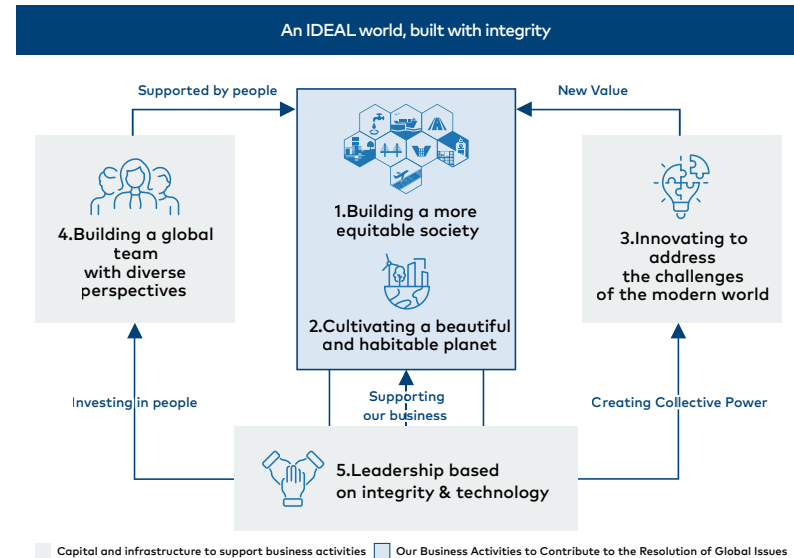 An IDEAL world, built with integrity
Supported by people
New Value
1.Building a more
equitable society
2.Cultivating a beautiful
and habitable planet
4.Building a global
team
with diverse
perspectives
3.Innovating to
address
the challenges
of the modern world
Investing in people
Supporting
our business
Creating Collective Power
5.Leadership based
on integrity & technology
Capital and infrastructure to support business activities
Our Business Activities to Contribute to the Resolution of Global Issues